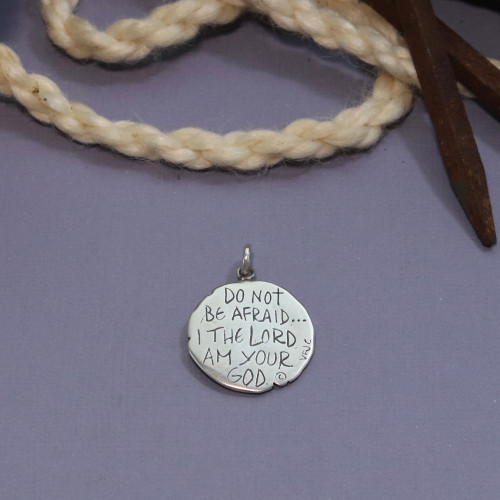 DO NOT
BE AFRAID...
I THE LORD
AM YOUR
GOD ©